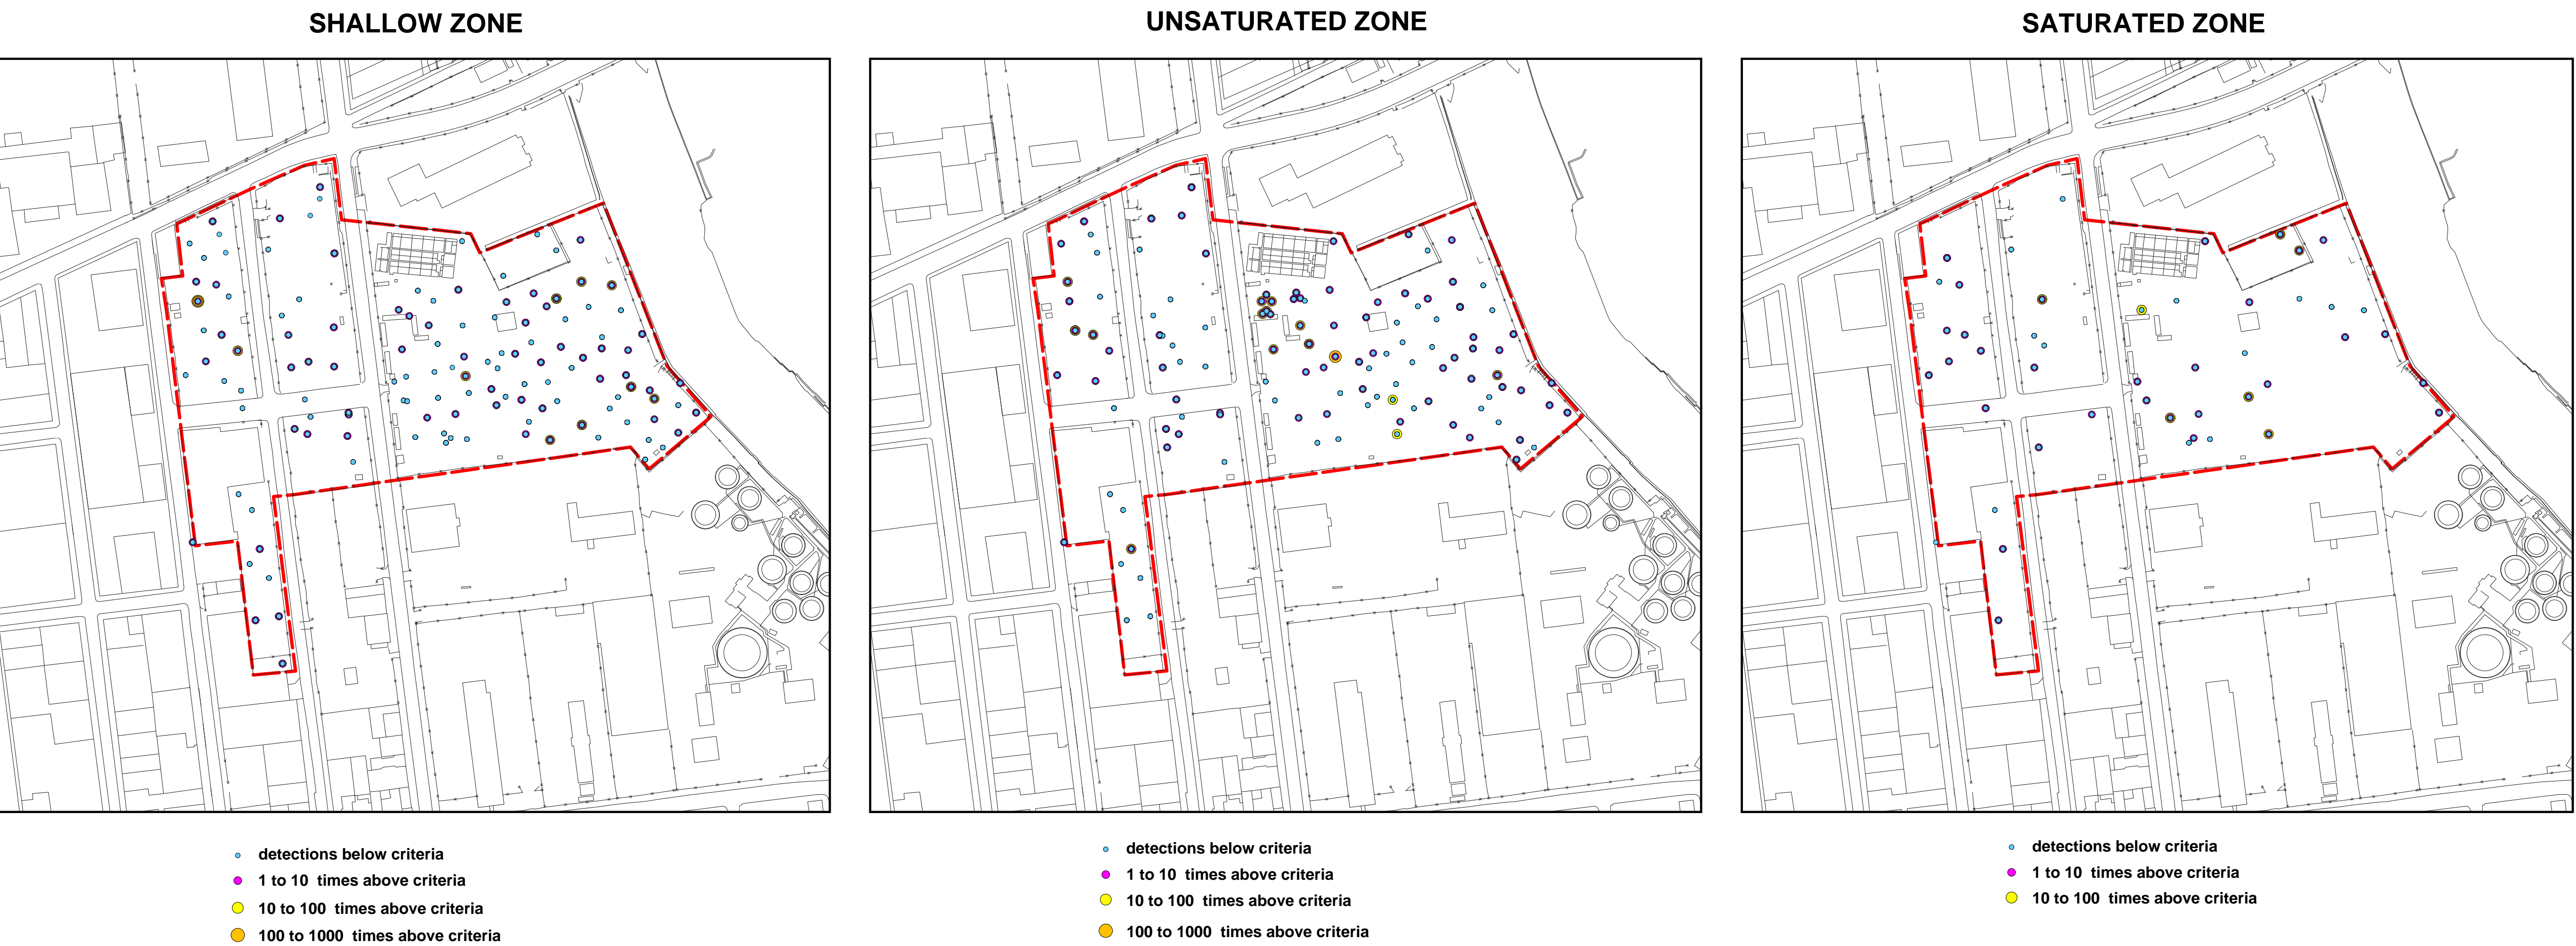 SHALLOW ZONE
UNSATURATED ZONE
SATURATED ZONE
detections below criteria
1 to 10 times above criteria
10 to 100 times above criteria
100 to 1000 times above criteria
detections below criteria
1 to 10 times above criteria
10 to 100 times above criteria
100 to 1000 times above criteria
detections below criteria
1 to 10 times above criteria
10 to 100 times above criteria